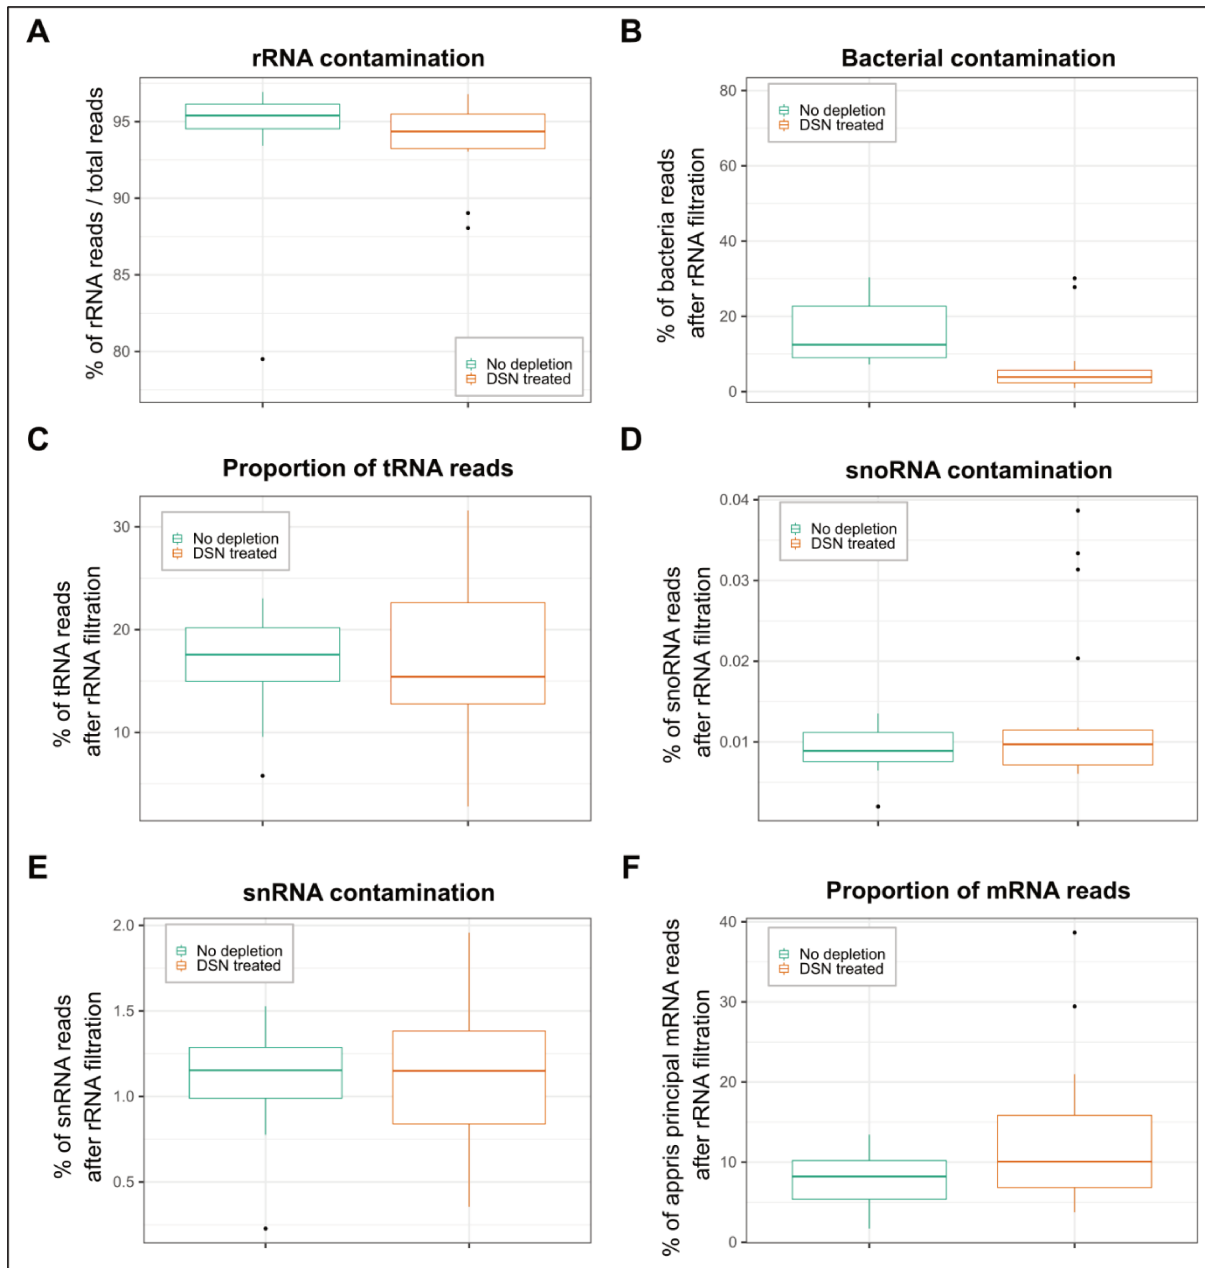 A
rRNA contamination
% of rRNA reads / total reads
95
90
85
80
No depletion
DSN treated
B
Bacterial contamination
% of bacteria reads
after rRNA filtration
80
60
40
20
0
No depletion
DSN treated
C
Proportion of tRNA reads
% of tRNA reads
after rRNA filtration
30
20
10
No depletion
DSN treated
D
snoRNA contamination
% of snoRNA reads
after rRNA filtration
0.04
0.03
0.02
0.01
No depletion
DSN treated
E
snRNA contamination
% of snRNA reads
after rRNA filtration
2.0
1.5
1.0
0.5
No depletion
DSN treated
F
Proportion of mRNA reads
% of appris principal mRNA reads
after rRNA filtration
40
30
20
10
0
No depletion
DSN treated